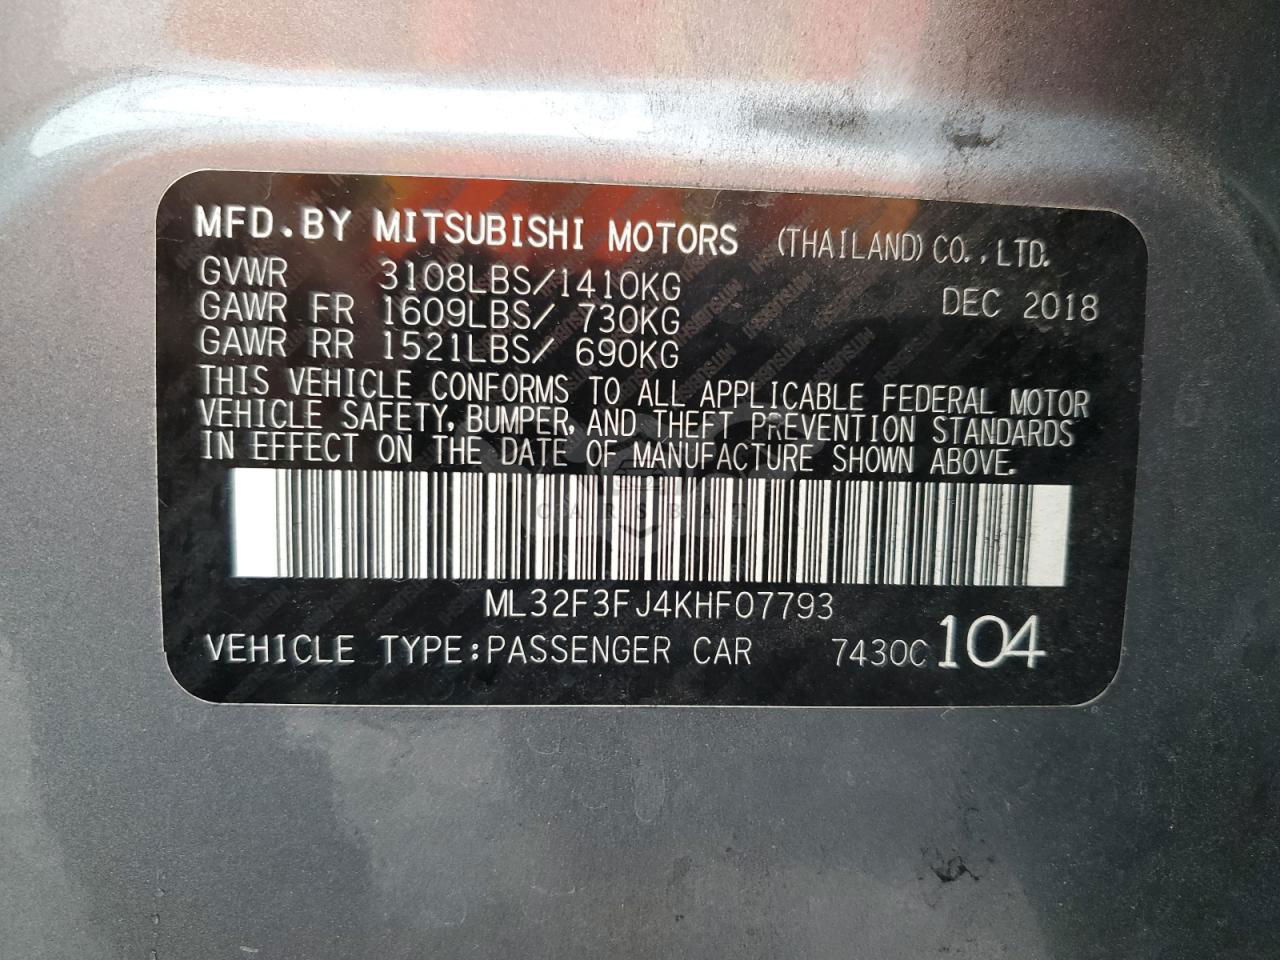 MFD.BY MITSUBISHI MOTORS (THAILAND) CO.,LTD.
GVWR 3108LBS/1410KG DEC 2018
GAWR FR 1609LBS/ 730KG
GAWR RR 1521LBS/ 690KG
THIS VEHICLE CONFORMS TO ALL APPLICABLE FEDERAL MOTOR
VEHICLE SAFETY, BUMPER, AND THEFT PREVENTION STANDARDS
IN EFFECT ON THE DATE OF MANUFACTURE SHOWN ABOVE.
CARSBAT
ML32F3FJ4KHF07793
VEHICLE TYPE:PASSENGER CAR 7430C 104